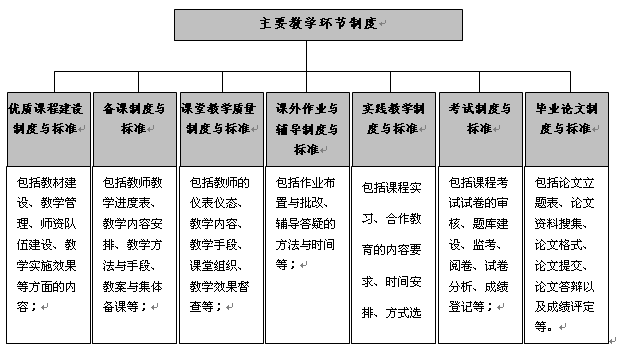 主要教学环节制度
优质课程建设
制度与标准
备课制度与
标准
课堂教学质量
制度与标准
课外作业与
辅导制度与
标准
实践教学制
度与标准
考试制度与
标准
毕业论文制
度与标准
包括教材建
设、教学管
理、师资队
伍建设、教
学实施效果
等方面的内
容；
包括教师教
学进度表、
教学内容安
排、教学方
法与手段、
教案与集体
备课等；
包括教师的
仪表仪态、
教学内容、
教学手段、
课堂组织、
教学效果督
查等；
包括作业布
置与批改、
辅导答疑的
方法与时间
等；
包括课程实
习、合作教
育的内容要
求、时间安
排、方式选
包括课程考
试试卷的审
核、题库建
设、监考、
阅卷、试卷
分析、成绩
登记等；
包括论文立
题表、论文
资料搜集、
论文格式、
论文提交、
论文答辩以
及成绩评定
等。